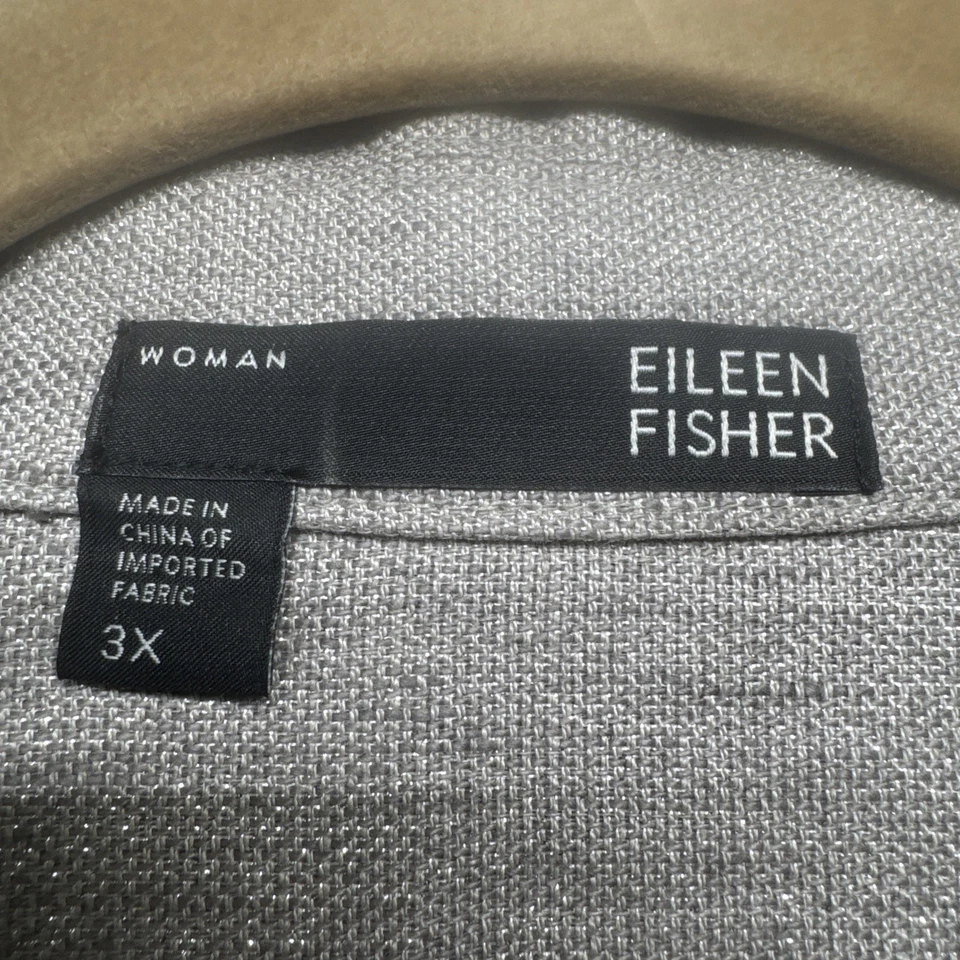 WOMAN
EILEEN
FISHER
MADE IN
CHINA OF
IMPORTED
FABRIC
3X